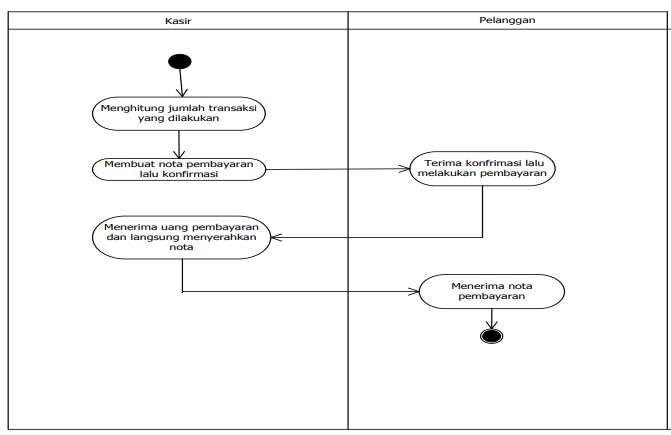 Kasir
Pelanggan
Menghitung jumlah transaksi
yang dilakukan
Membuat nota pembayaran
lalu konfirmasi
Terima konfrimasi lalu
melakukan pembayaran
Menerima uang pembayaran
dan langsung menyerahkan
nota
Menerima nota
pembayaran